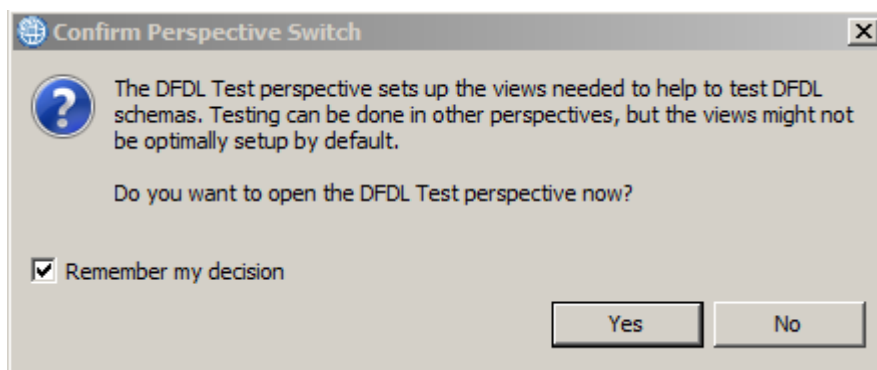 Confirm Perspective Switch
The DFDL Test perspective sets up the views needed to help to test DFDL
schemas. Testing can be done in other perspectives, but the views might not
be optimally setup by default.
Do you want to open the DFDL Test perspective now?
Remember my decision
Yes No